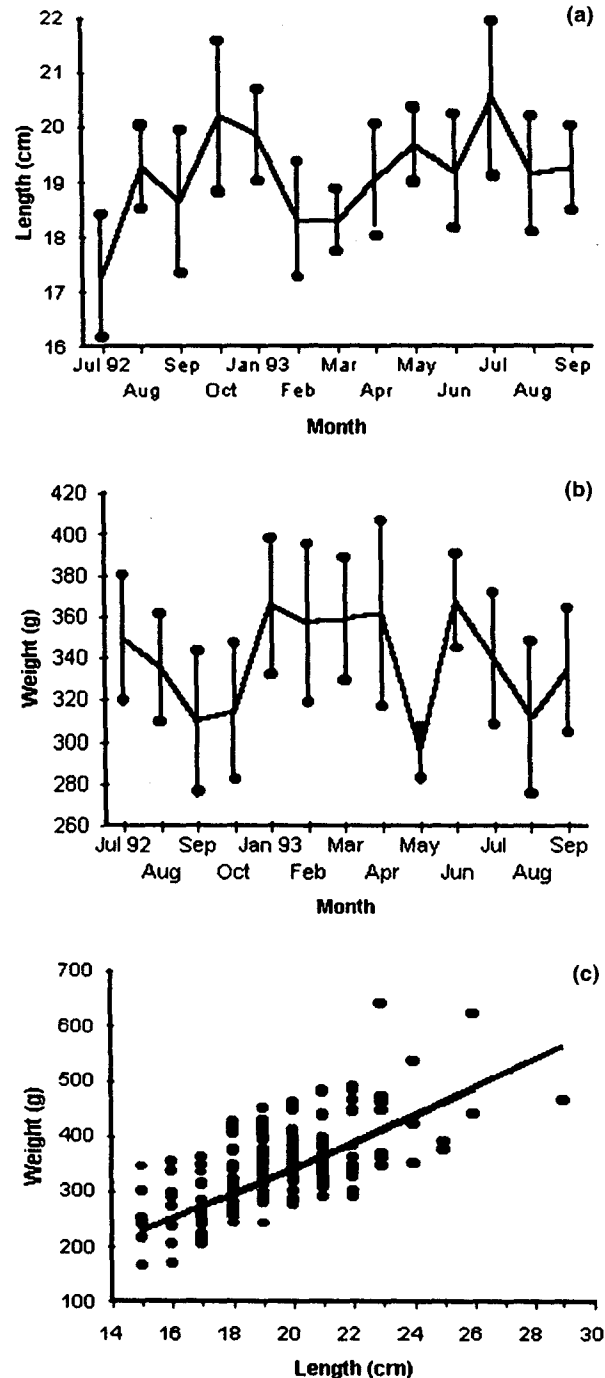 (a)
22
21
20
19
18
17
16
Length (cm)
Jul 92 Sep Jan 93 Mar May Jul Sep
Aug Oct Feb Apr Jun Aug
Month
(b)
420
400
380
360
340
320
300
280
260
Weight (g)
Jul 92 Sep Jan 93 Mar May Jul Sep
Aug Oct Feb Apr Jun Aug
Month
(c)
700
600
500
400
300
200
100
Weight (g)
14 16 18 20 22 24 26 28 30
Length (cm)